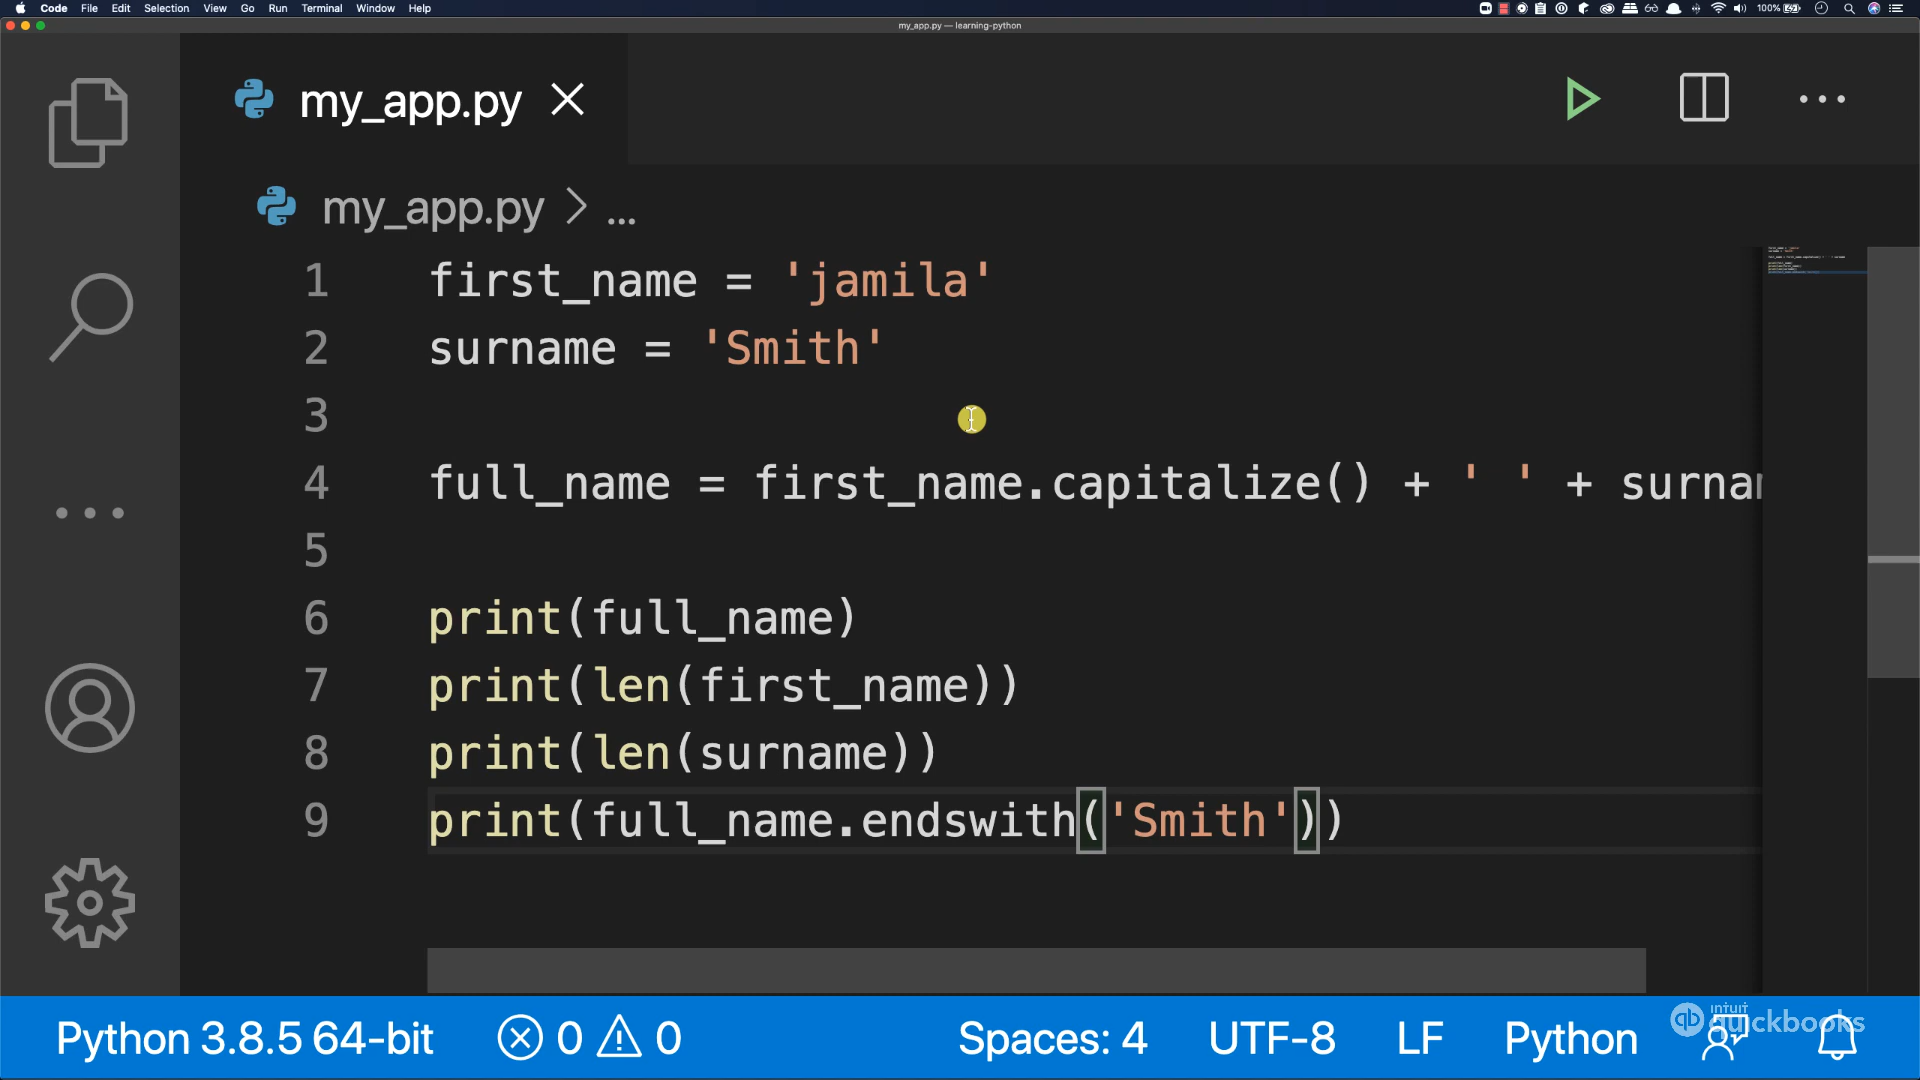 Code File Edit Selection View Go Run Terminal Window Help 100%
my_app.py — learning-python
my_app.py
my_app.py > ...
1 first_name = 'jamila'
2 surname = 'Smith'
3
4 full_name = first_name.capitalize() + ' ' + surnam
5
6 print(full_name)
7 print(len(first_name))
8 print(len(surname))
9 print(full_name.endswith('Smith'))
Python 3.8.5 64-bit 0 0 Spaces: 4 UTF-8 LF Python
intuit
quickbooks